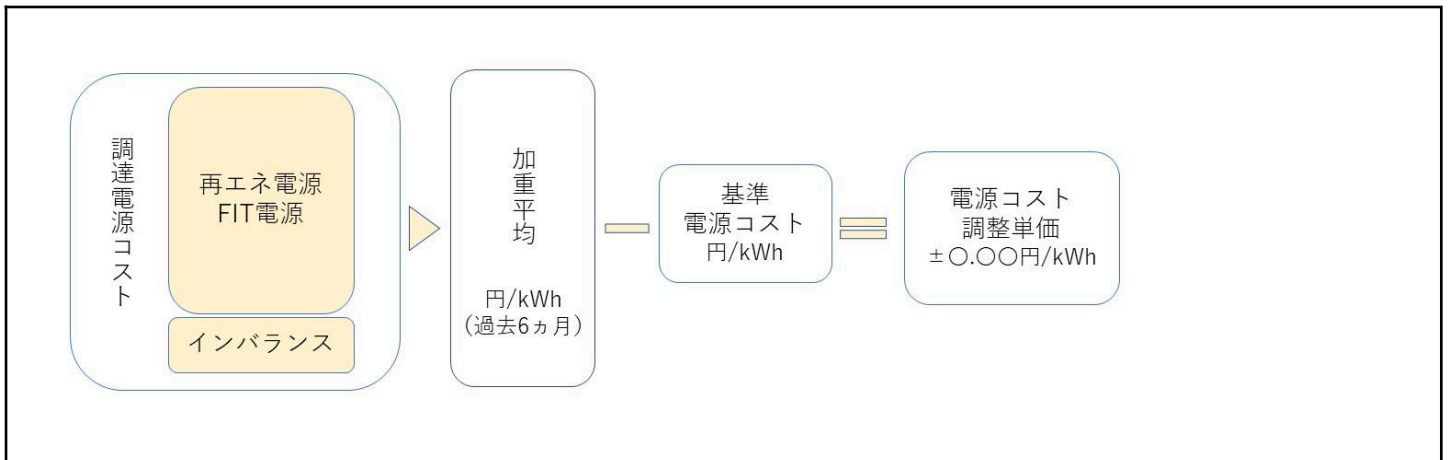 調達電源コスト
再エネ電源
FIT電源
インバランス
加重平均
円/kWh
(過去6ヵ月)
基準
電源コスト
円/kWh
電源コスト
調整単価
±〇.〇〇円/kWh